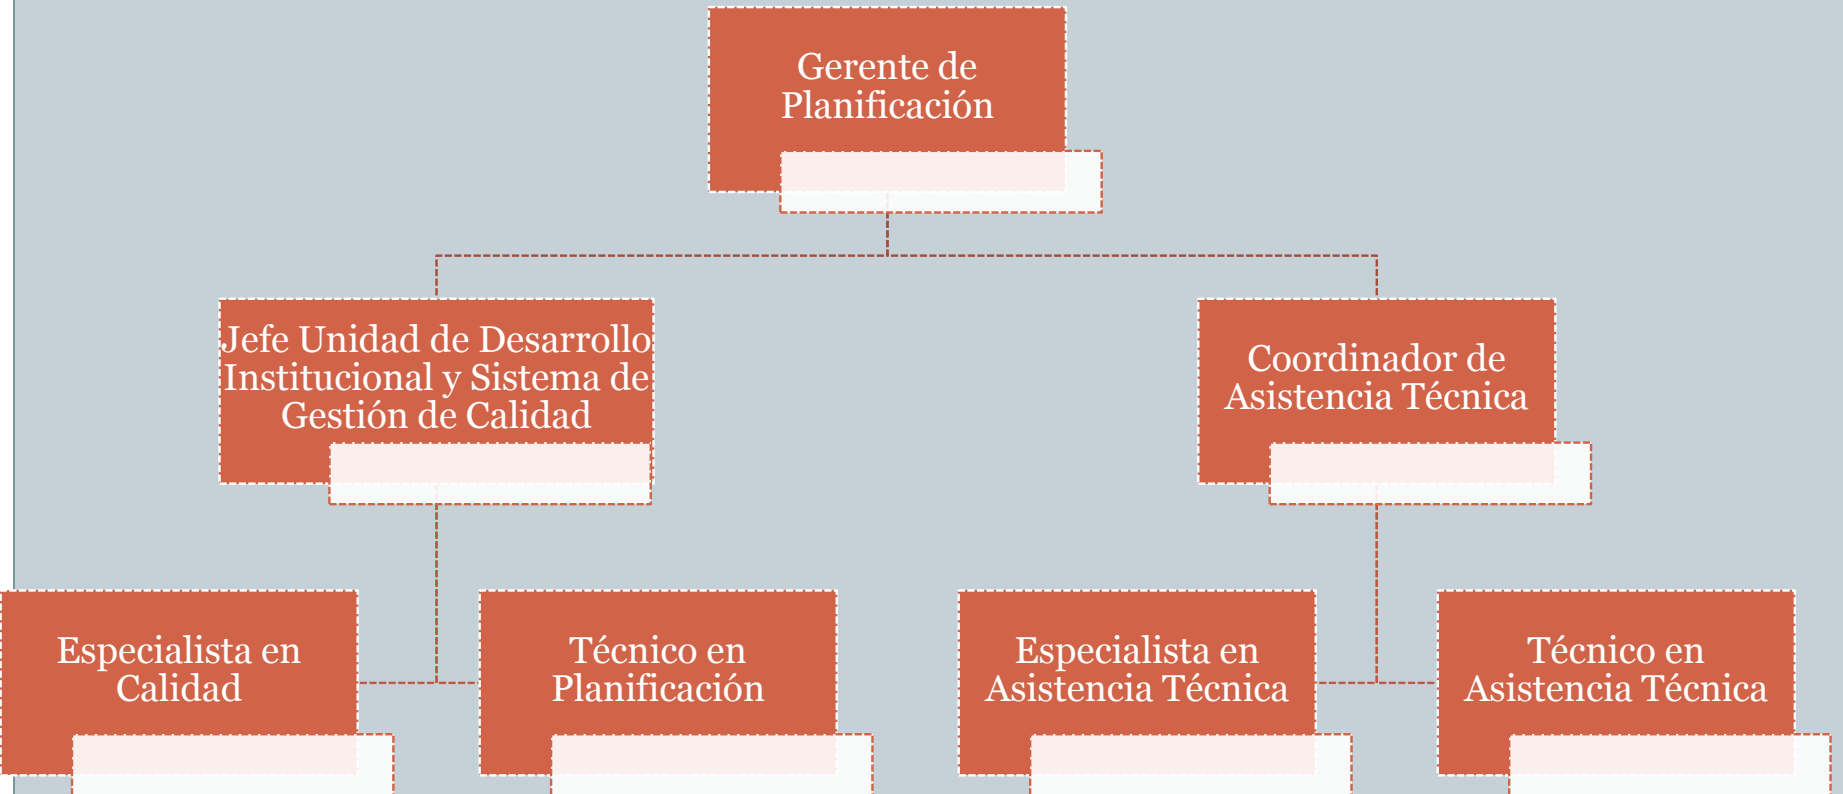 Gerente de
Planificación
Jefe Unidad de Desarrollo
Institucional y Sistema de
Gestión de Calidad
Coordinador de
Asistencia Técnica
Especialista en
Calidad
Técnico en
Planificación
Especialista en
Asistencia Técnica
Técnico en
Asistencia Técnica